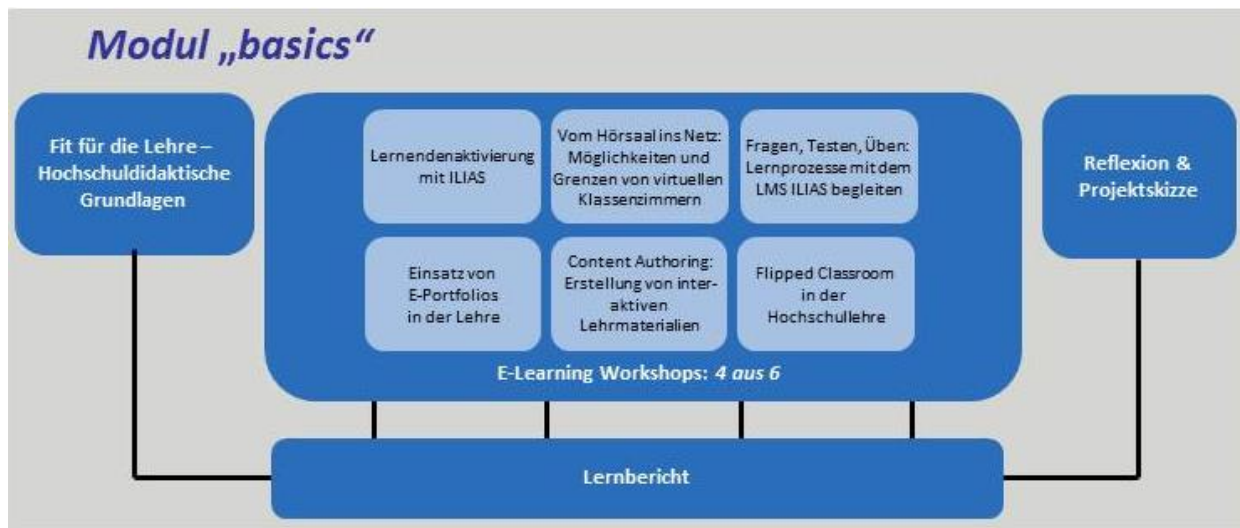 Modul „basics“
Fit für die Lehre –
Hochschuldidaktische
Grundlagen
Lernendenaktivierung
mit ILIAS
Vom Hörsaal ins Netz:
Möglichkeiten und
Grenzen von virtuellen
Klassenzimmern
Fragen, Testen, Üben:
Lernprozesse mit dem
LMS ILIAS begleiten
Einsatz von
E-Portfolios
in der Lehre
Content Authoring:
Erstellung von inter-
aktiven
Lehrmaterialien
Flipped Classroom
in der
Hochschullehre
E-Learning Workshops: 4 aus 6
Reflexion &
Projektskizze
Lernbericht